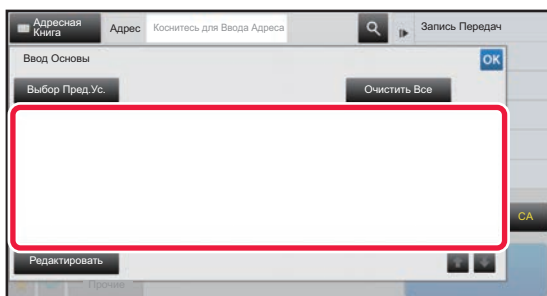 Адресная Книга
Адрес
Коснитесь для Ввода Адреса
Запись Передач
Ввод Основы
OK
Выбор Пред.Ус.
Очистить Все
CA
Редактировать
Прочие